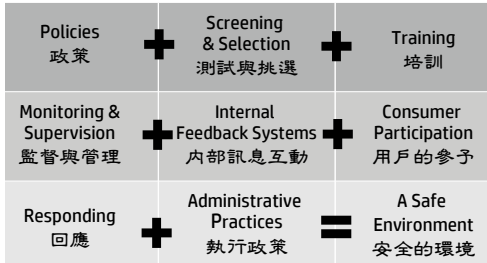 Policies
政策
Screening
& Selection
測試與挑選
Training
培訓
Monitoring &
Supervision
監督與管理
Internal
Feedback Systems
內部訊息互動
Consumer
Participation
用戶的參予
Responding
回應
Administrative
Practices
執行政策
A Safe
Environment
安全的環境